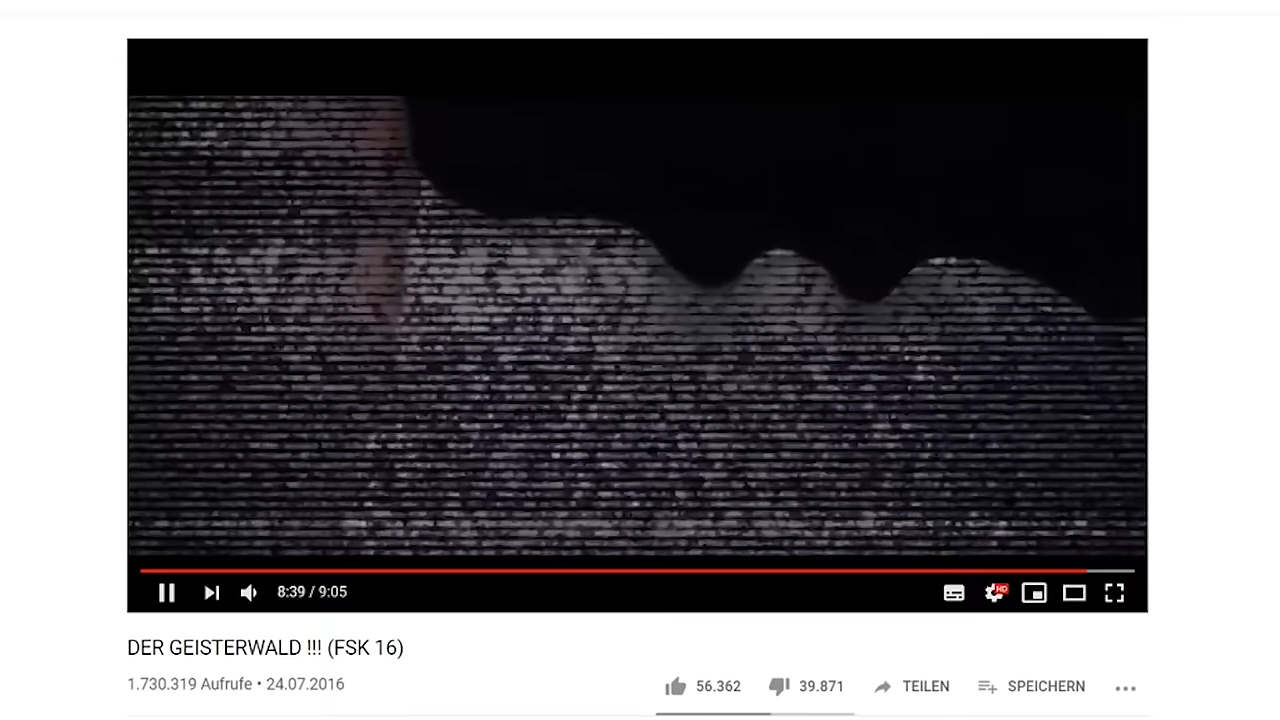 8:39 / 9:05
HD
DER GEISTERWALD !!! (FSK 16)
1.730.319 Aufrufe • 24.07.2016
56.362 39.871 TEILEN SPEICHERN